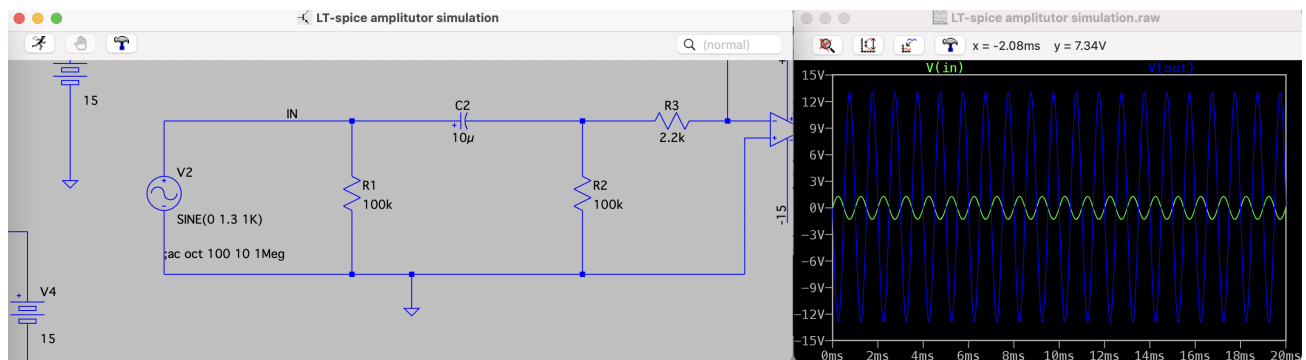 LT-spice amplitutor simulation
(normal)
15
IN
C2
10µ
R3
2.2k
V2
R1
100k
R2
100k
SINE(0 1.3 1K)
;ac oct 100 10 1Meg
-15
V4
15
LT-spice amplitutor simulation.raw
x = -2.08ms y = 7.34V
V(in) V(out)
15V
12V
9V
6V
3V
0V
-3V
-6V
-9V
-12V
-15V
0ms 2ms 4ms 6ms 8ms 10ms 12ms 14ms 16ms 18ms 20ms